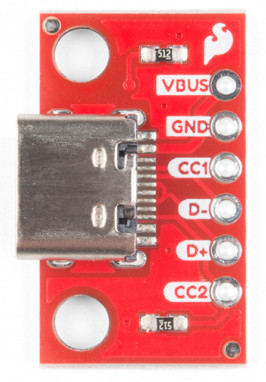 512
VBUS
GND
CC1
D-
D+
CC2
512